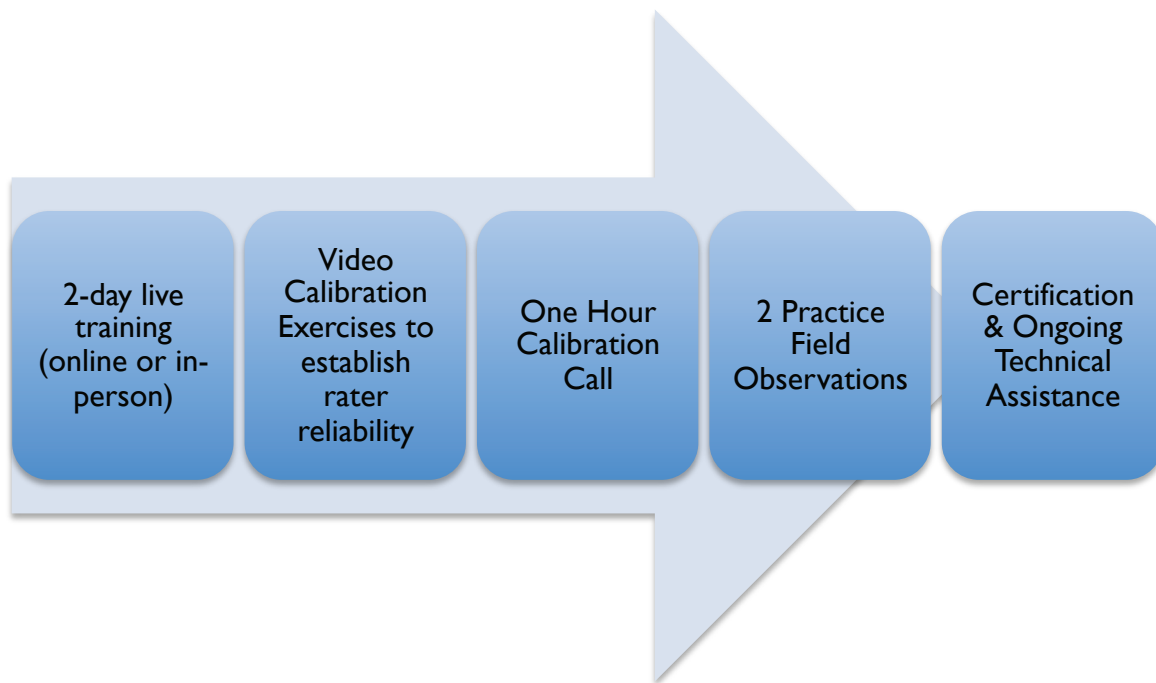 2-day live
training
(online or in-
person)
Video
Calibration
Exercises to
establish
rater
reliability
One Hour
Calibration
Call
2 Practice
Field
Observations
Certification
& Ongoing
Technical
Assistance